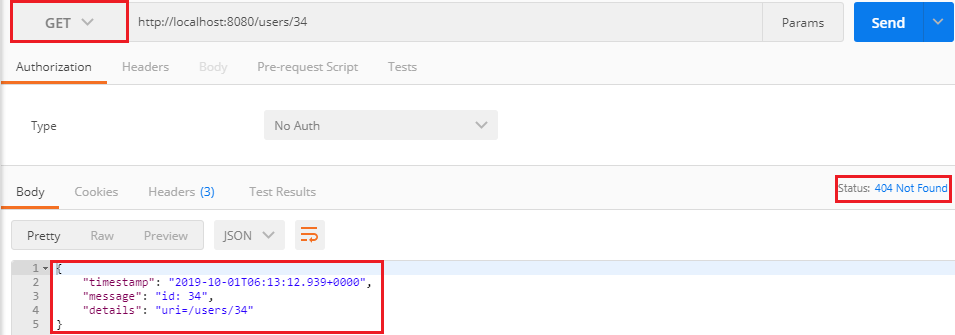 GET http://localhost:8080/users/34 Params Send
Authorization Headers Body Pre-request Script Tests
Type No Auth
Body Cookies Headers (3) Test Results Status: 404 Not Found
Pretty Raw Preview JSON
1 {
2 "timestamp": "2019-10-01T06:13:12.939+0000",
3 "message": "id: 34",
4 "details": "uri=/users/34"
5 }